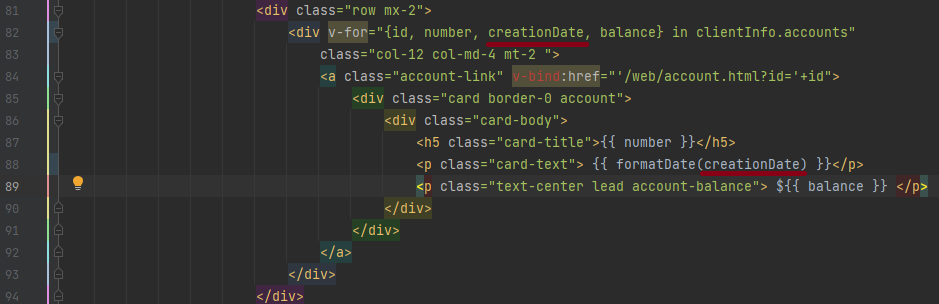 81 <div class="row mx-2">
82 <div v-for="{id, number, creationDate, balance} in clientInfo.accounts"
83 class="col-12 col-md-4 mt-2 ">
84 <a class="account-link" v-bind:href="'/web/account.html?id='+id">
85 <div class="card border-0 account">
86 <div class="card-body">
87 <h5 class="card-title">{{ number }}</h5>
88 <p class="card-text"> {{ formatDate(creationDate) }}</p>
89 <p class="text-center lead account-balance"> ${{ balance }} </p>
90 </div>
91 </div>
92 </a>
93 </div>
94 </div>